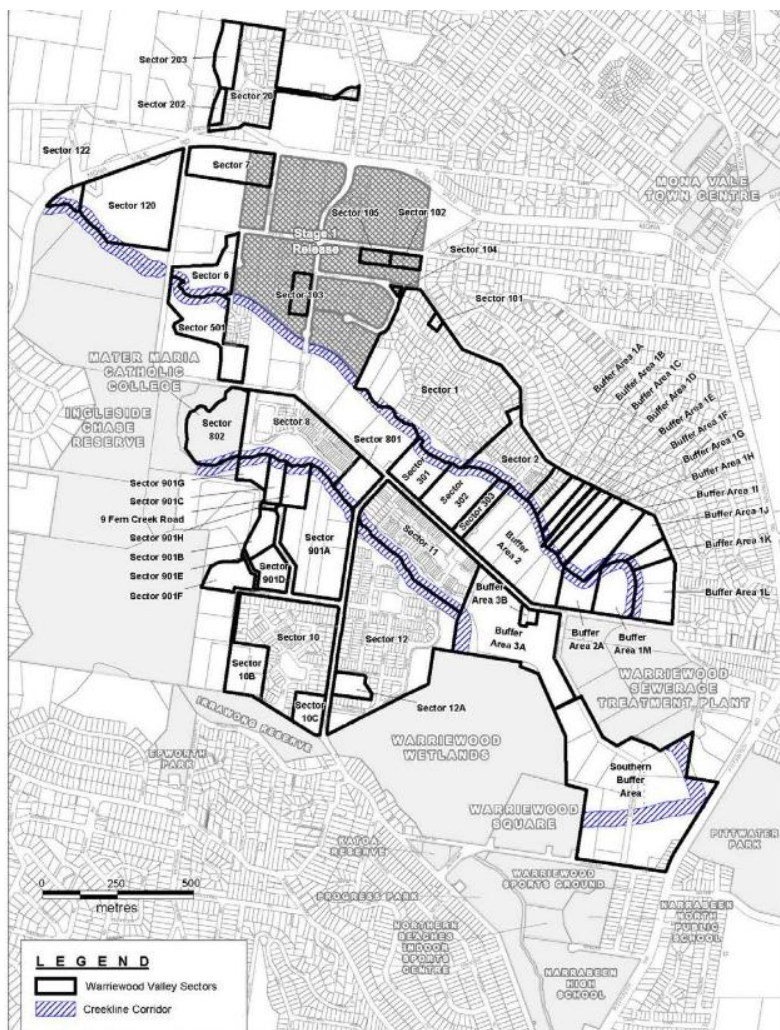 Sector 203
Sector 202
Sector 20
Sector 122
MONA VALE
Sector 7
Sector 120
MONA VALE
TOWN CENTRE
Sector 105
Sector 102
Stage 1
Release
Sector 104
Sector 6
Sector 103
Sector 101
Sector 501
MATER MARIA
CATHOLIC
COLLEGE
INGLESIDE
CHASE
RESERVE
Sector 1
Buffer Area 1A
Buffer Area 1B
Buffer Area 1C
Buffer Area 1D
Buffer Area 1E
Buffer Area 1F
Buffer Area 1G
Buffer Area 1H
Buffer Area 1I
Buffer Area 1J
Buffer Area 1K
Buffer Area 1L
Sector
802
Sector 8
Sector 801
Sector 2
Sector
301
Sector
302
Sector 303
Sector 901G
Sector 901C
9 Fern Creek Road
Sector 901H
Sector 901B
Sector 901E
Sector 901F
Sector
901A
Sector
901D
Sector 11
Buffer
Area 2
Buffer
Area 3B
Buffer
Area 3A
Buffer
Area 2A
Buffer
Area 1M
Sector 10
Sector 12
Sector
10B
Sector
10C
Sector 12A
WARRIEWOOD
SEWERAGE
TREATMENT PLANT
IRRAWONG RESERVE
EPWORTH
PARK
WARRIEWOOD
WETLANDS
Southern
Buffer
Area
WARRIEWOOD
SQUARE
PITTWATER
PARK
KATOA
RESERVE
WARRIEWOOD
SPORTS GROUND
PROGRESS PARK
NORTHERN
BEACHES
INDOOR
SPORTS
CENTRE
NARRABEEN
NORTH
PUBLIC
SCHOOL
NARRABEEN
HIGH
SCHOOL
0 250 500
metres
LEGEND
Warriewood Valley Sectors
Creekline Corridor